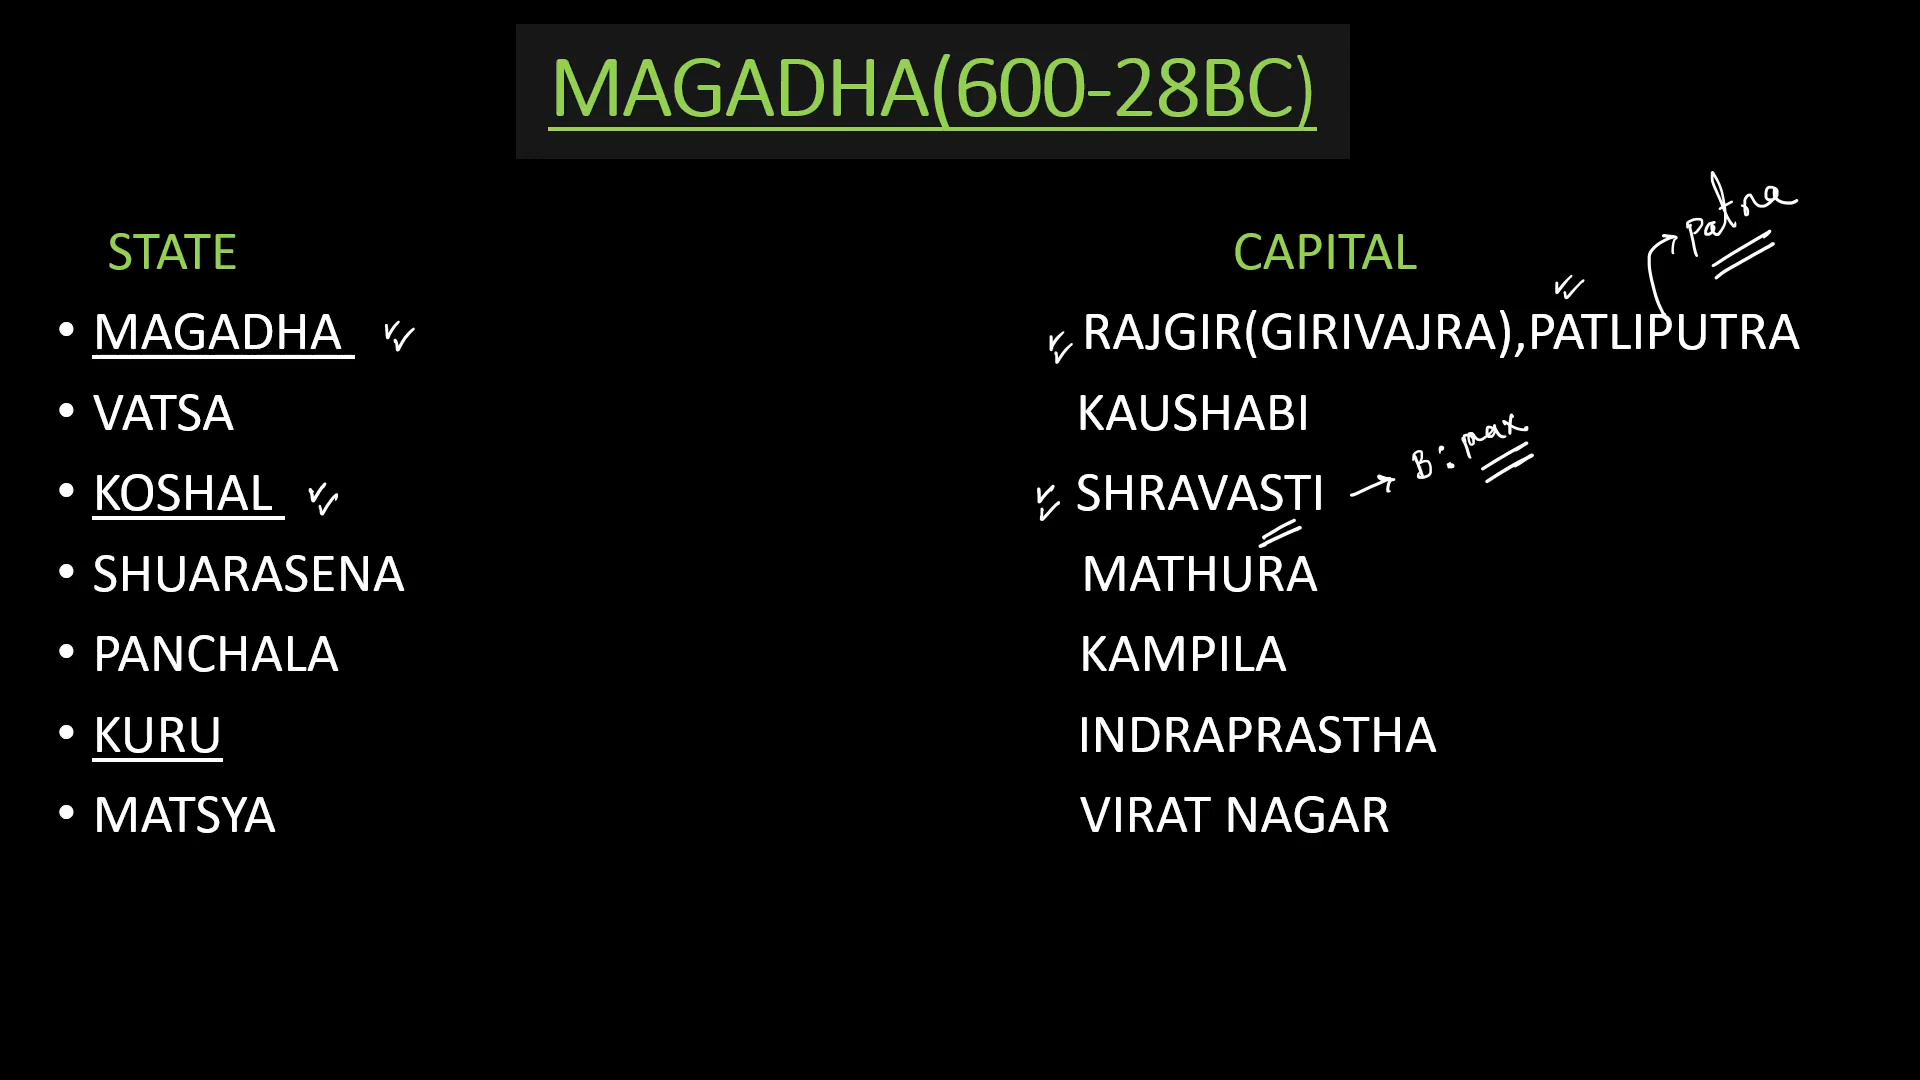 MAGADHA(600-28BC)
patna
STATE CAPITAL
• MAGADHA RAJGIR(GIRIVAJRA),PATLIPUTRA
• VATSA KAUSHABI
B: max
• KOSHAL SHRAVASTI
• SHUARASENA MATHURA
• PANCHALA KAMPILA
• KURU INDRAPRASTHA
• MATSYA VIRAT NAGAR